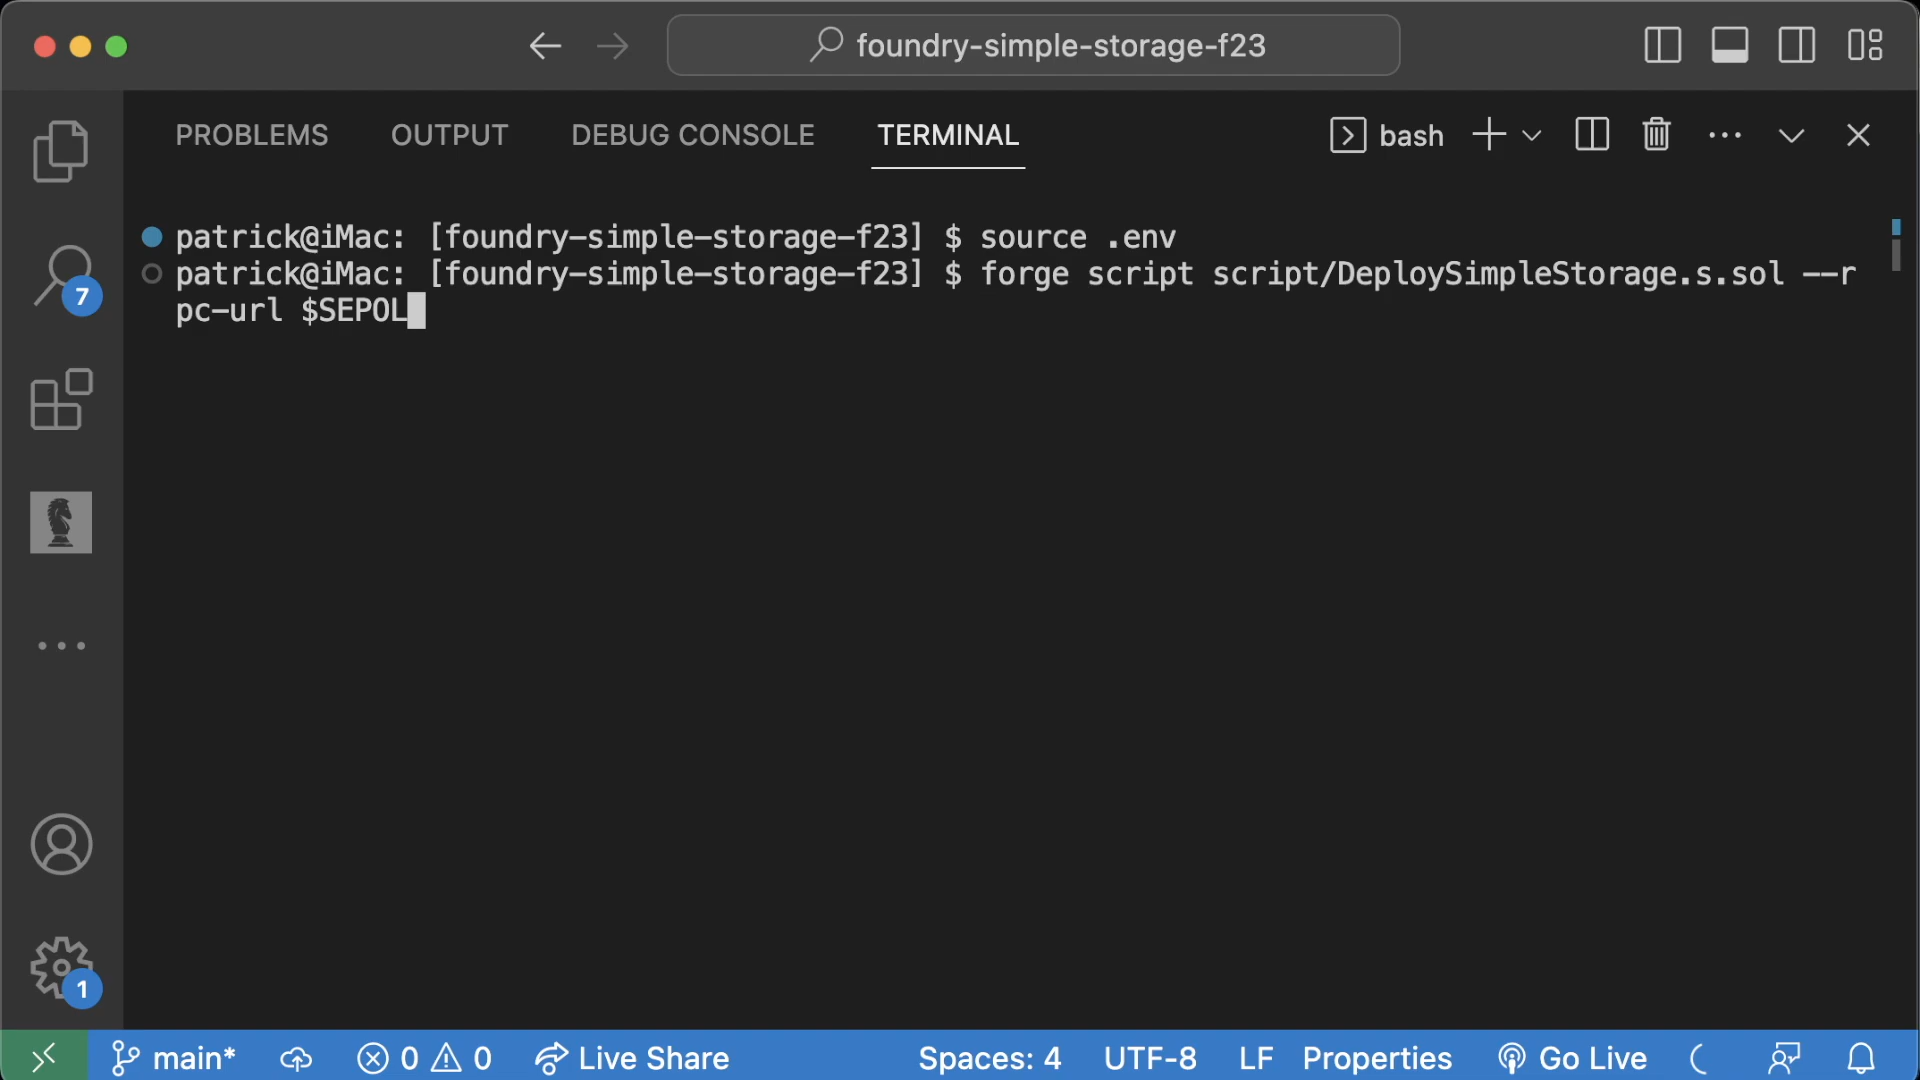 foundry-simple-storage-f23
PROBLEMS OUTPUT DEBUG CONSOLE TERMINAL bash
patrick@iMac: [foundry-simple-storage-f23] $ source .env
patrick@iMac: [foundry-simple-storage-f23] $ forge script script/DeploySimpleStorage.s.sol --r
pc-url $SEPOL
7
1
main* 0 0 Live Share Spaces: 4 UTF-8 LF Properties Go Live